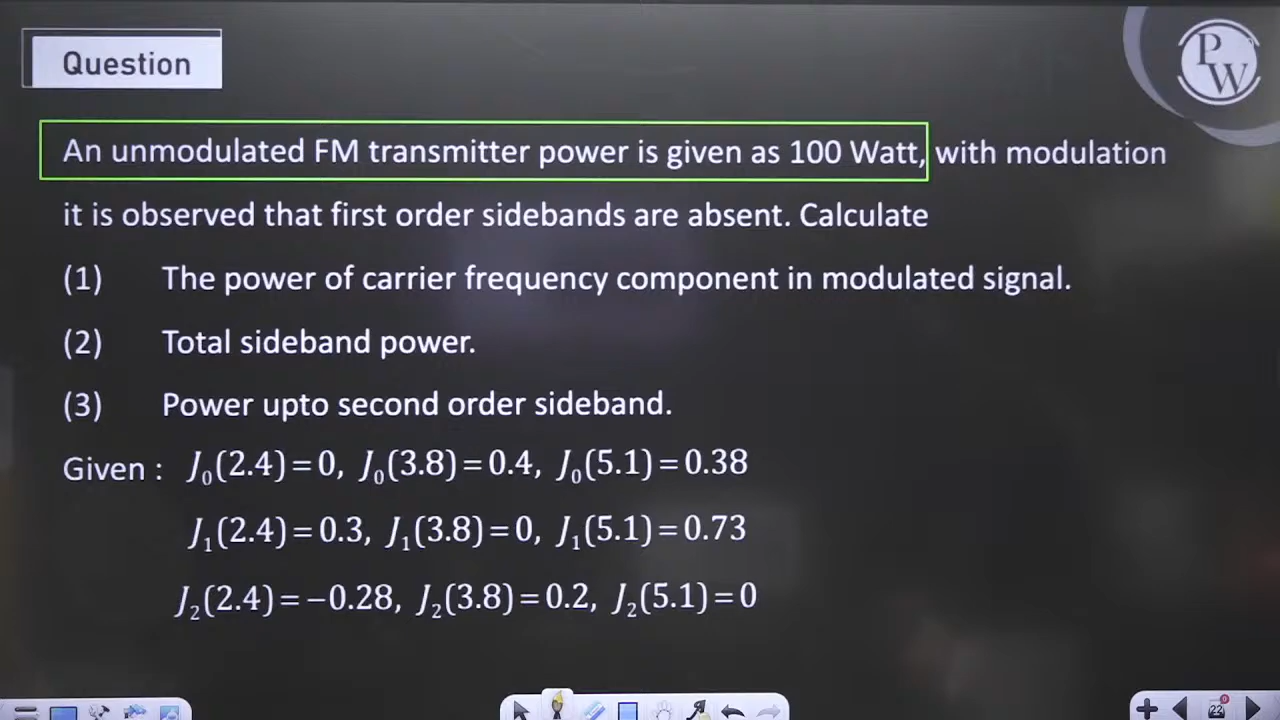 Question
PW
An unmodulated FM transmitter power is given as 100 Watt, with modulation
it is observed that first order sidebands are absent. Calculate
(1) The power of carrier frequency component in modulated signal.
(2) Total sideband power.
(3) Power upto second order sideband.
Given : J₀(2.4)=0, J₀(3.8)=0.4, J₀(5.1)=0.38
J₁(2.4)=0.3, J₁(3.8)=0, J₁(5.1)=0.73
J₂(2.4)=−0.28, J₂(3.8)=0.2, J₂(5.1)=0
22